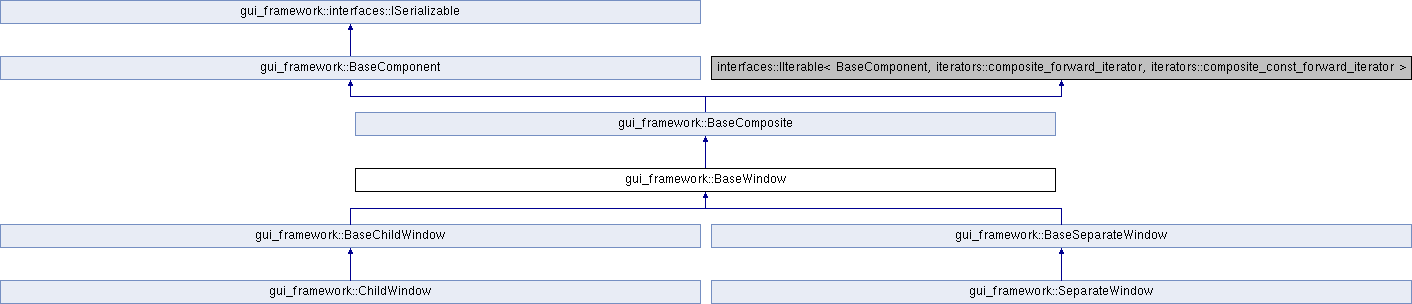 gui_framework::interfaces::ISerializable
gui_framework::BaseComponent
interfaces::IIterable< BaseComponent, iterators::composite_forward_iterator, iterators::composite_const_forward_iterator >
gui_framework::BaseComposite
gui_framework::BaseWindow
gui_framework::BaseChildWindow
gui_framework::BaseSeparateWindow
gui_framework::ChildWindow
gui_framework::SeparateWindow